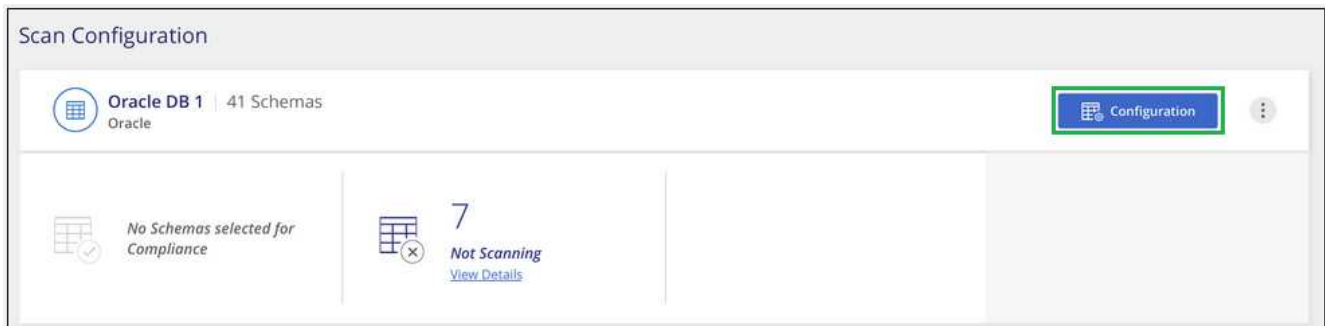 Scan Configuration
Oracle DB 1 | 41 Schemas
Oracle
Configuration
No Schemas selected for
Compliance
7
Not Scanning
View Details